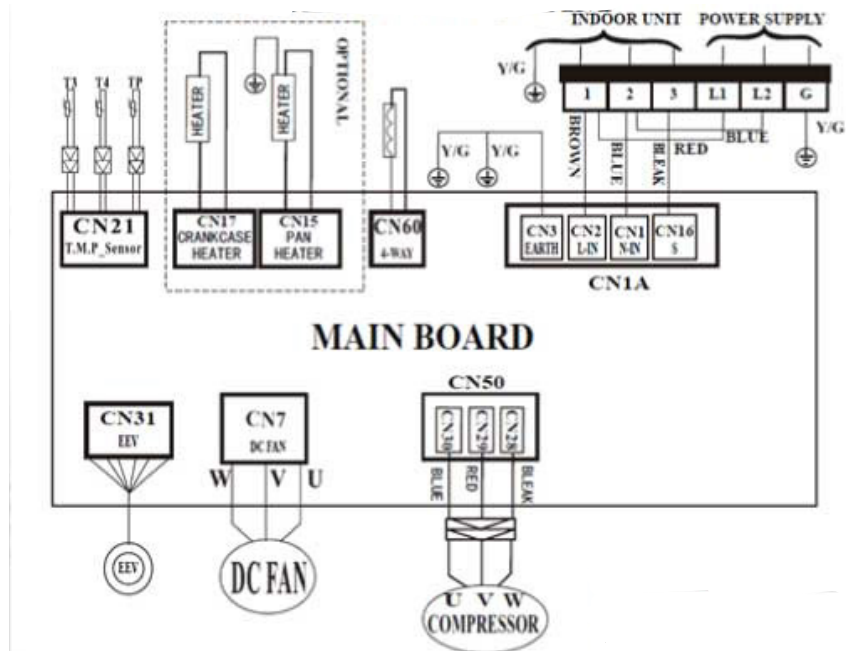 INDOOR UNIT POWER SUPPLY
T3 T4 TP
OPTIONAL
HEATER
HEATER
Y/G
1 2 3 L1 L2 G
Y/G Y/G
BROWN
BLUE
BLEAK
RED
BLUE
Y/G
CN21
T.M.P_Sensor
CN17
CRANKCASE
HEATER
CN15
PAN
HEATER
CN60
4-WAY
CN3
EARTH
CN2
L-IN
CN1
N-IN
CN16
S
CN1A
MAIN BOARD
CN31
EEV
CN7
DC FAN
CN50
CN30
CN29
CN28
W V U
BLUE
RED
BLEAK
EEV
DC FAN
U V W
COMPRESSOR